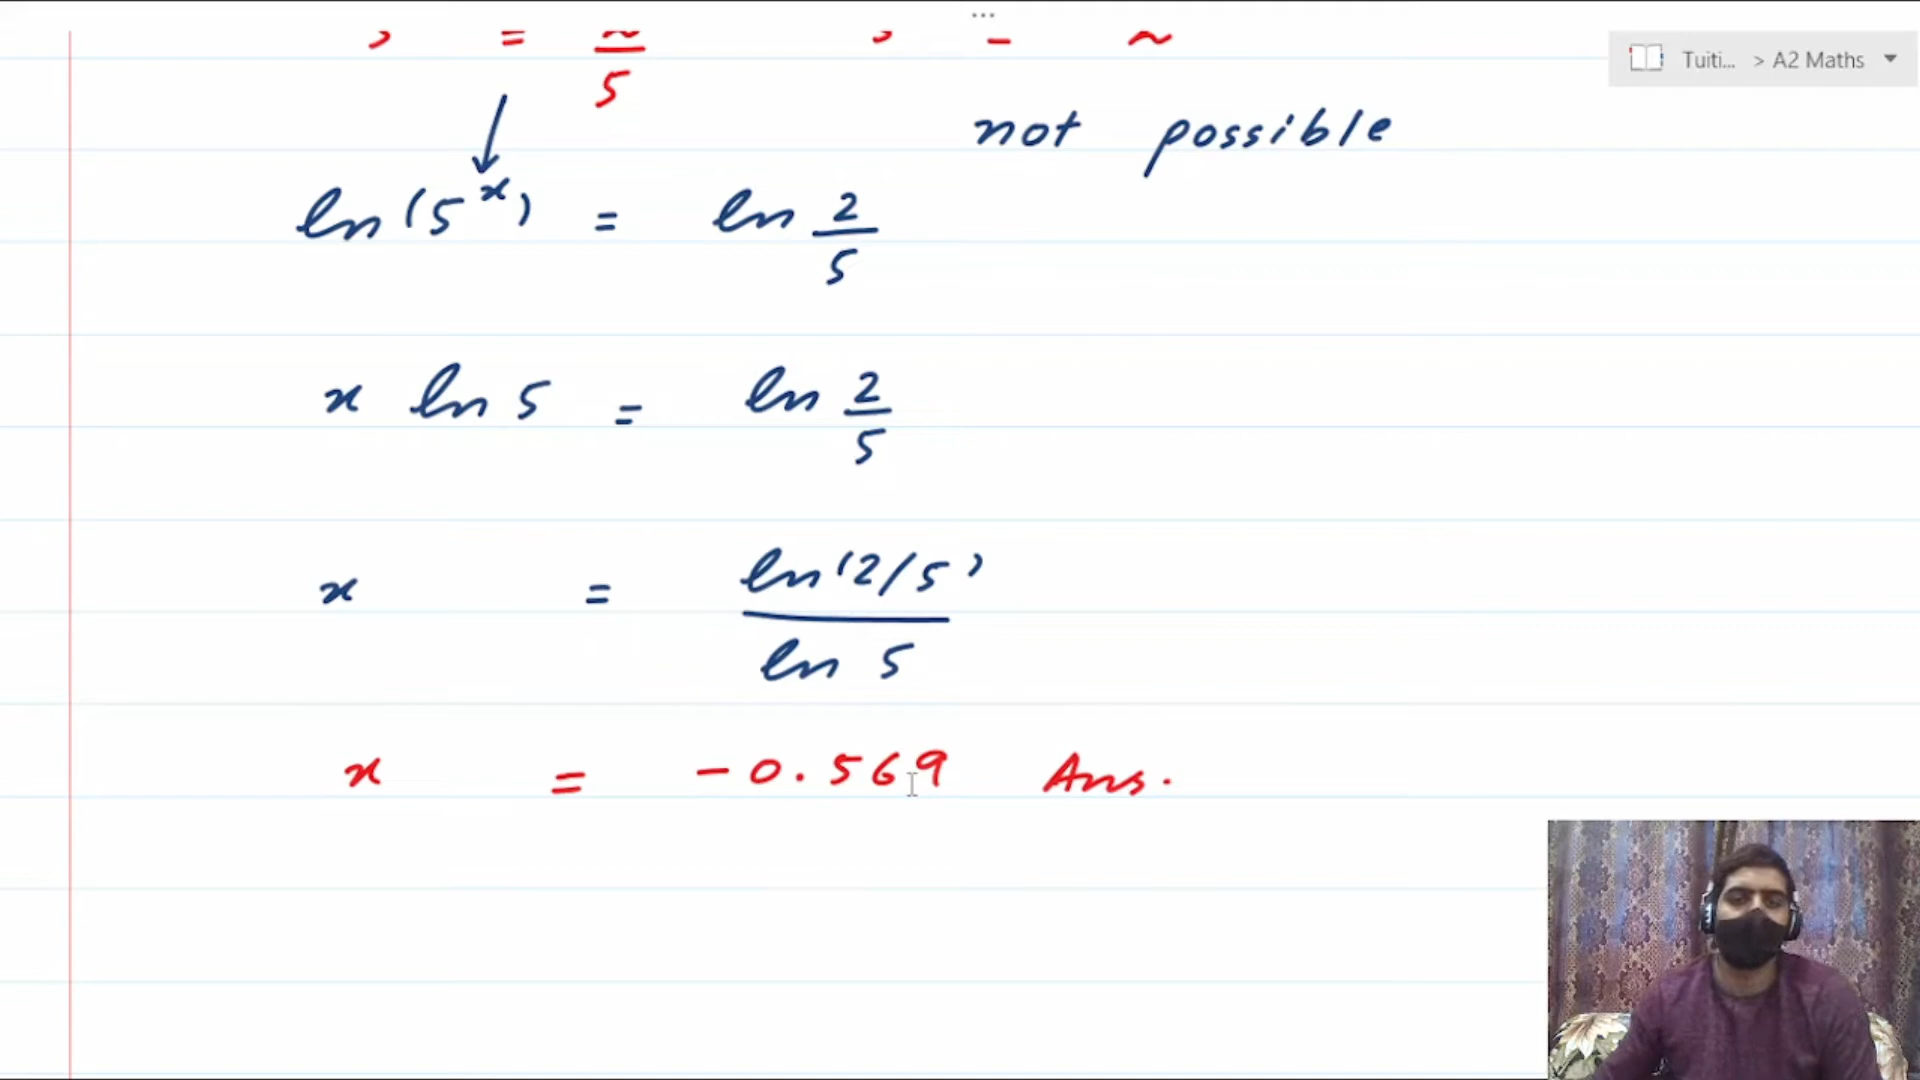 ...
Tuiti... > A2 Maths
= 5 =
not possible
ln(5^x) = ln 2/5
x ln 5 = ln 2/5
x = ln(2/5) / ln 5
x = -0.569 Ans.